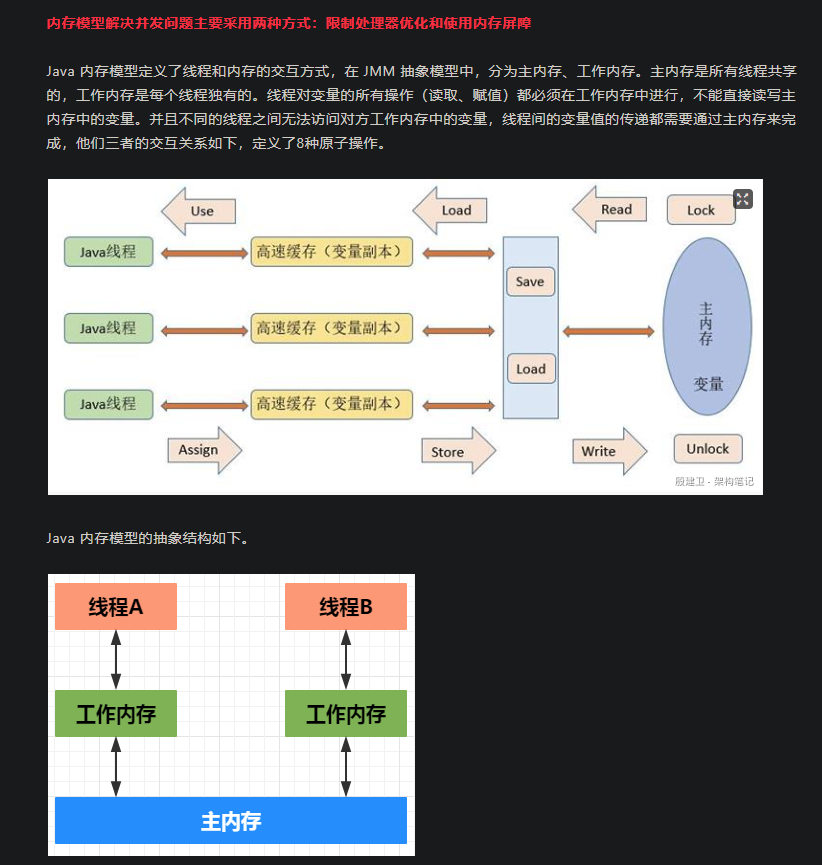 内存模型解决并发问题主要采用两种方式：限制处理器优化和使用内存屏障
Java 内存模型定义了线程和内存的交互方式，在 JMM 抽象模型中，分为主内存、工作内存。主内存是所有线程共享
的，工作内存是每个线程独有的。线程对变量的所有操作（读取、赋值）都必须在工作内存中进行，不能直接读写主
内存中的变量。并且不同的线程之间无法访问对方工作内存中的变量，线程间的变量值的传递都需要通过主内存来完
成，他们三者的交互关系如下，定义了8种原子操作。
Use
Load
Read
Lock
Java线程
高速缓存（变量副本）
Save
Java线程
高速缓存（变量副本）
主内存
Load
变量
Java线程
高速缓存（变量副本）
Assign
Store
Write
Unlock
殷建卫 - 架构笔记
Java 内存模型的抽象结构如下。
线程A
线程B
工作内存
工作内存
主内存